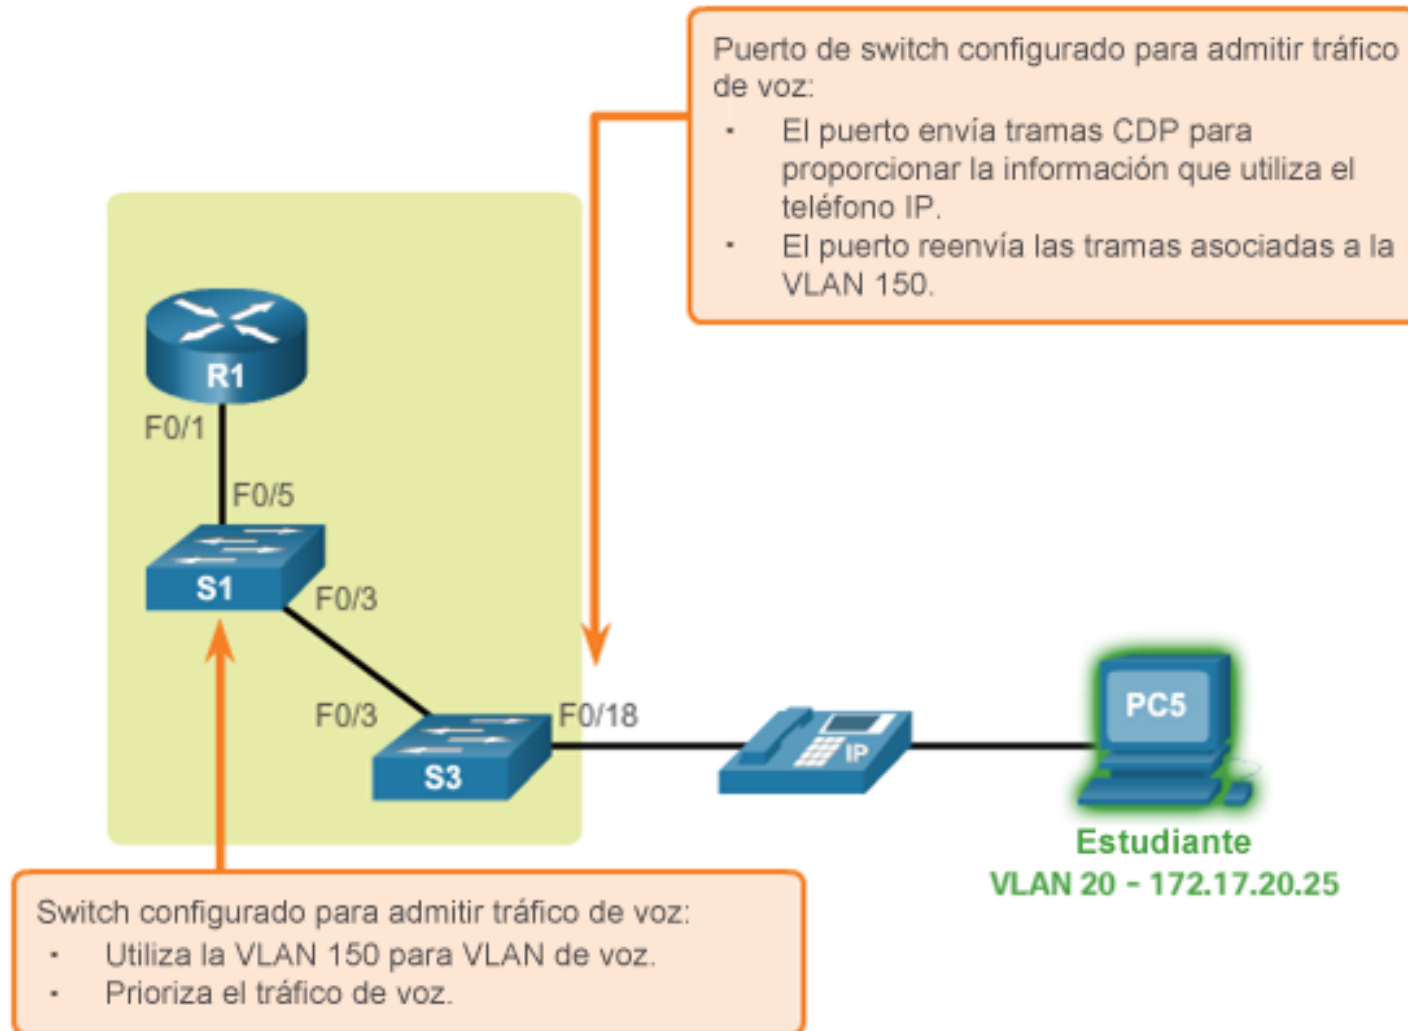 Puerto de switch configurado para admitir tráfico
de voz:
· El puerto envía tramas CDP para
proporcionar la información que utiliza el
teléfono IP.
· El puerto reenvía las tramas asociadas a la
VLAN 150.
R1
F0/1
F0/5
S1
F0/3
F0/3
F0/18
S3
IP
PC5
Estudiante
VLAN 20 - 172.17.20.25
Switch configurado para admitir tráfico de voz:
· Utiliza la VLAN 150 para VLAN de voz.
· Prioriza el tráfico de voz.